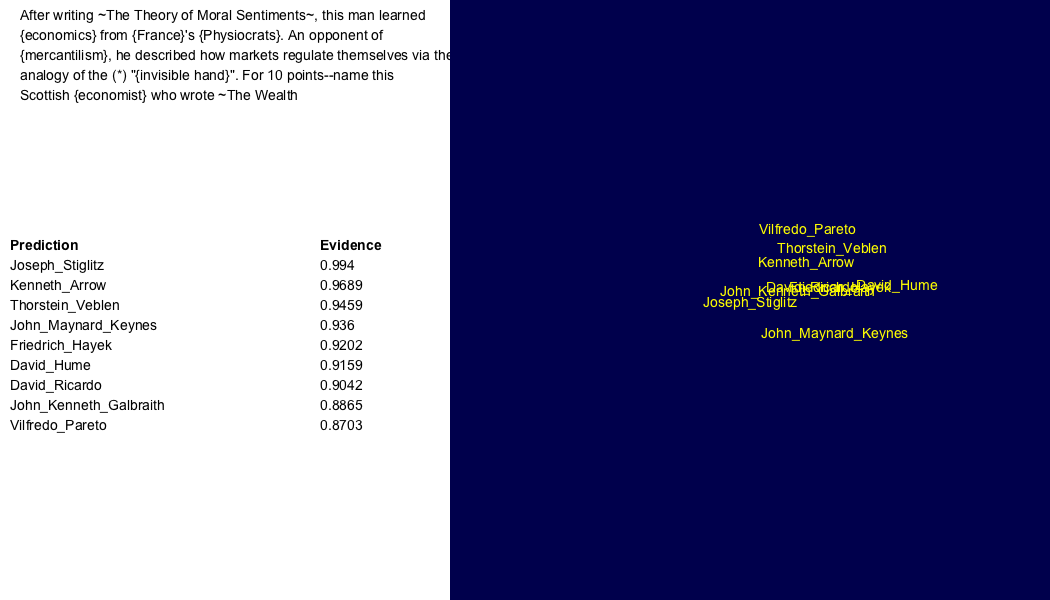 After writing ~The Theory of Moral Sentiments~, this man learned
{economics} from {France}'s {Physiocrats}. An opponent of
{mercantilism}, he described how markets regulate themselves via the
analogy of the (*) "{invisible hand}". For 10 points--name this
Scottish {economist} who wrote ~The Wealth
Prediction Evidence
Joseph_Stiglitz 0.994
Kenneth_Arrow 0.9689
Thorstein_Veblen 0.9459
John_Maynard_Keynes 0.936
Friedrich_Hayek 0.9202
David_Hume 0.9159
David_Ricardo 0.9042
John_Kenneth_Galbraith 0.8865
Vilfredo_Pareto 0.8703
Vilfredo_Pareto
Thorstein_Veblen
Kenneth_Arrow
David_Hume
John_Kenneth_Galbraith
Joseph_Stiglitz
John_Maynard_Keynes